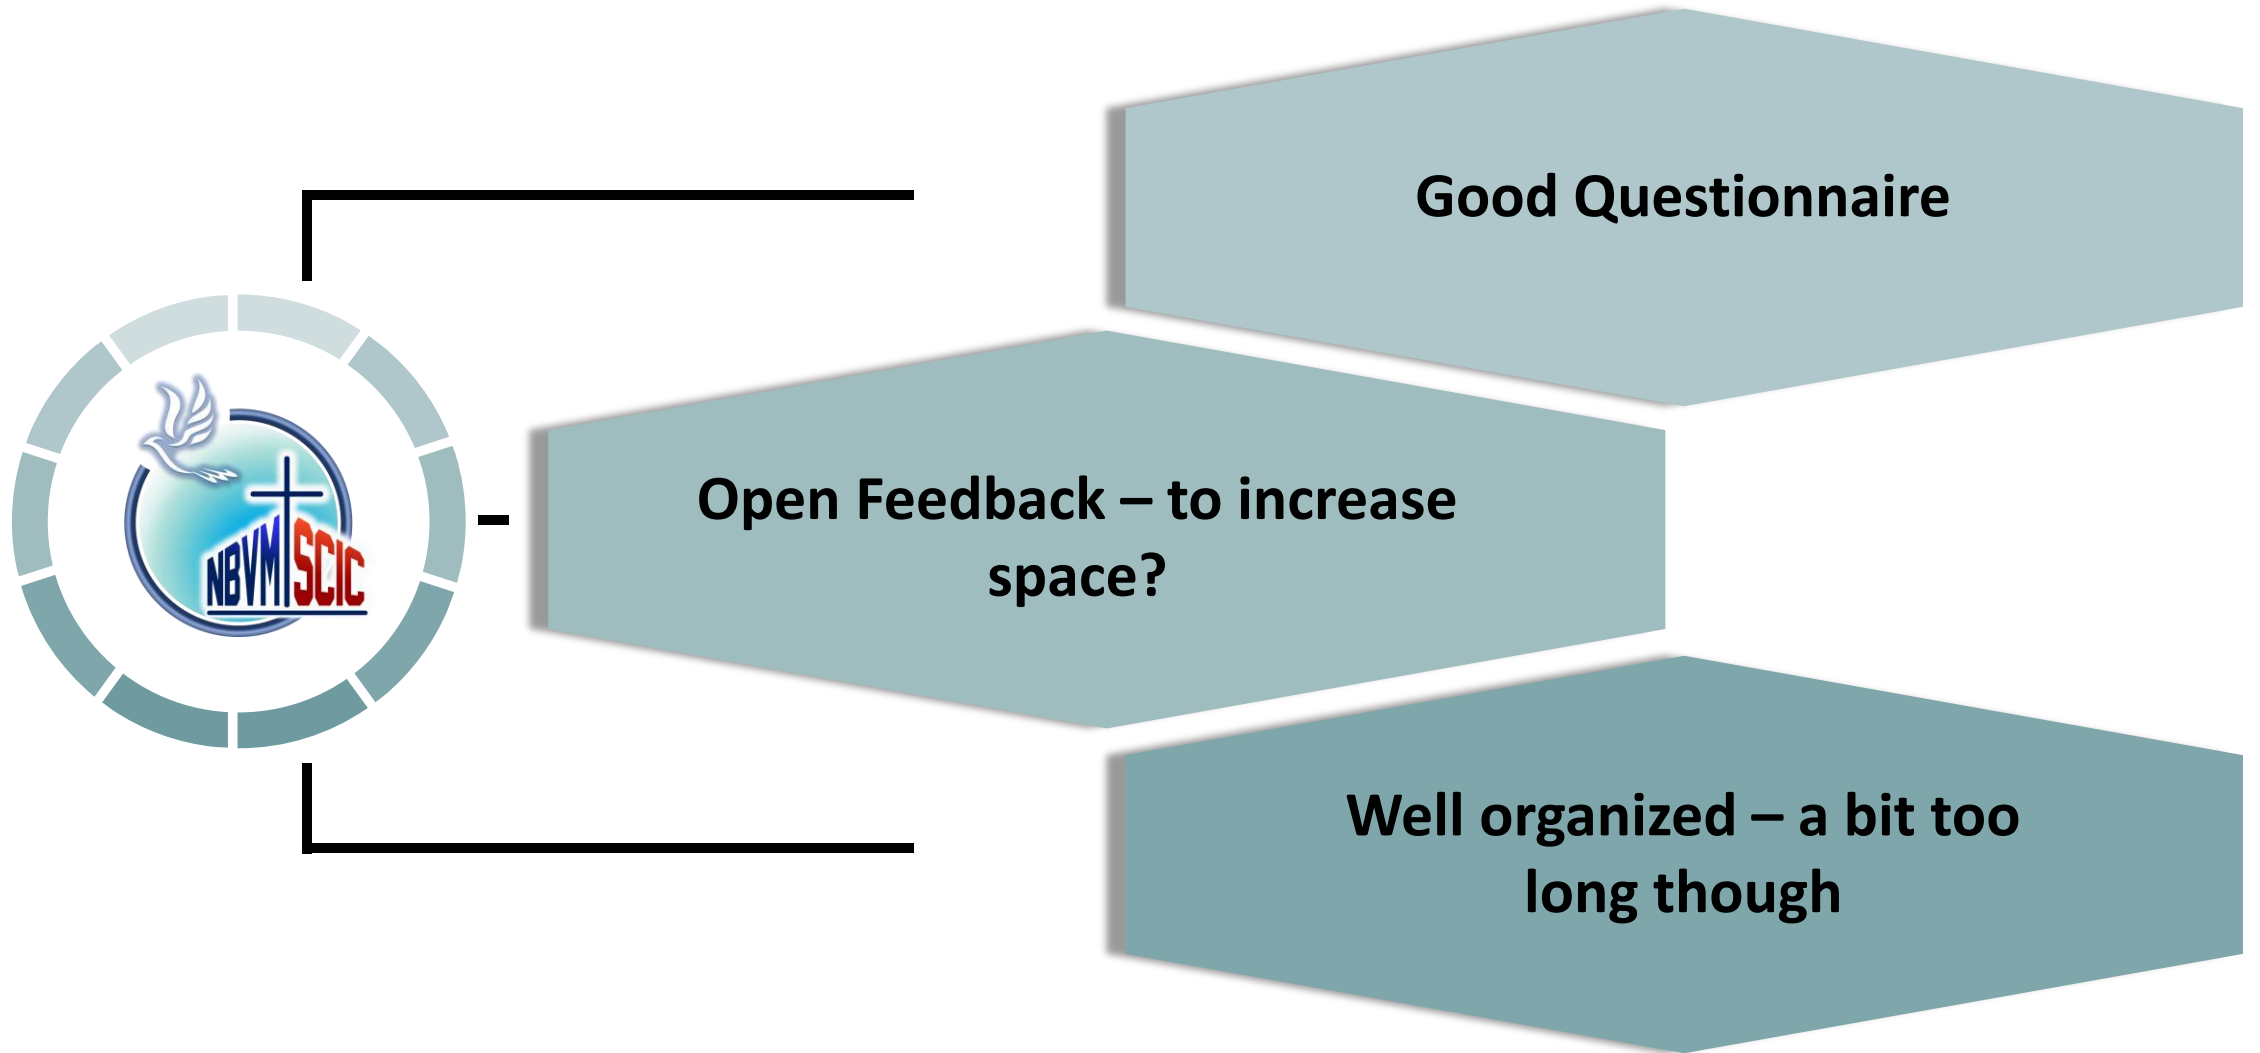 Good Questionnaire
Open Feedback – to increase
space?
NBVM SCIC
Well organized – a bit too
long though